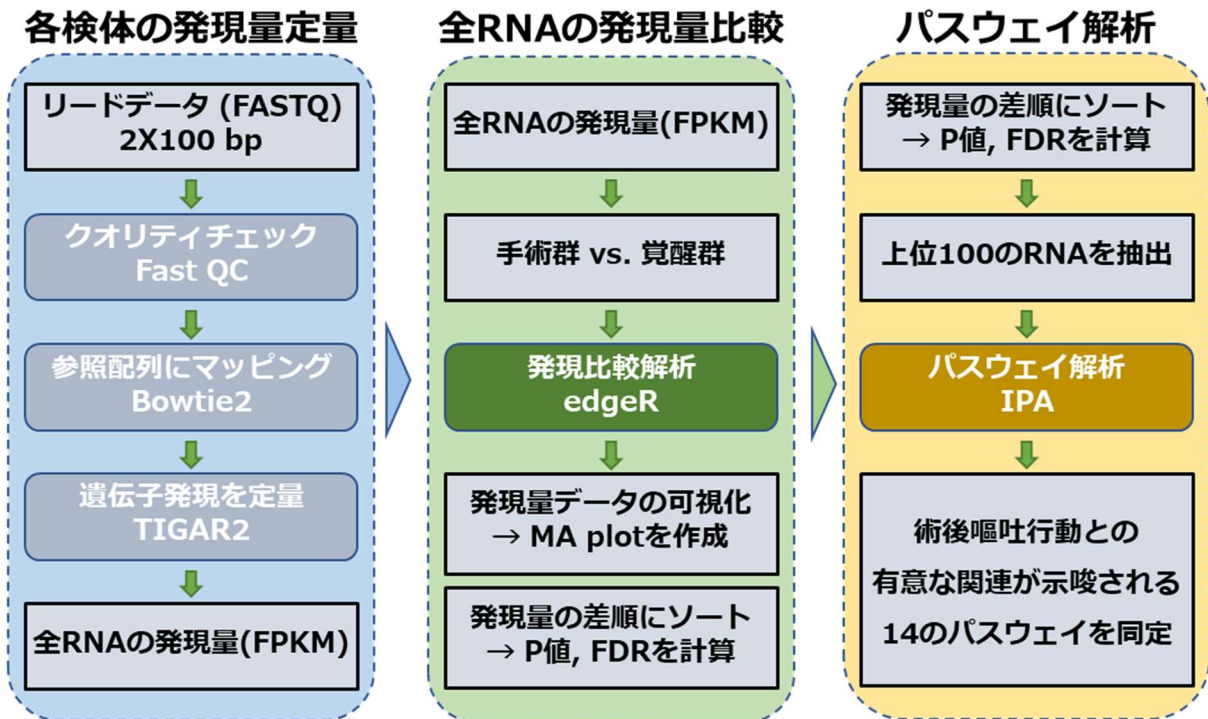 各検体の発現量定量
リードデータ (FASTQ)
2X100 bp
クオリティチェック
Fast QC
参照配列にマッピング
Bowtie2
遺伝子発現を定量
TIGAR2
全RNAの発現量(FPKM)
全RNAの発現量比較
全RNAの発現量(FPKM)
手術群 vs. 覚醒群
発現比較解析
edgeR
発現量データの可視化
→ MA plotを作成
発現量の差順にソート
→ P値, FDRを計算
パスウェイ解析
発現量の差順にソート
→ P値, FDRを計算
上位100のRNAを抽出
パスウェイ解析
IPA
術後嘔吐行動との
有意な関連が示唆される
14のパスウェイを同定